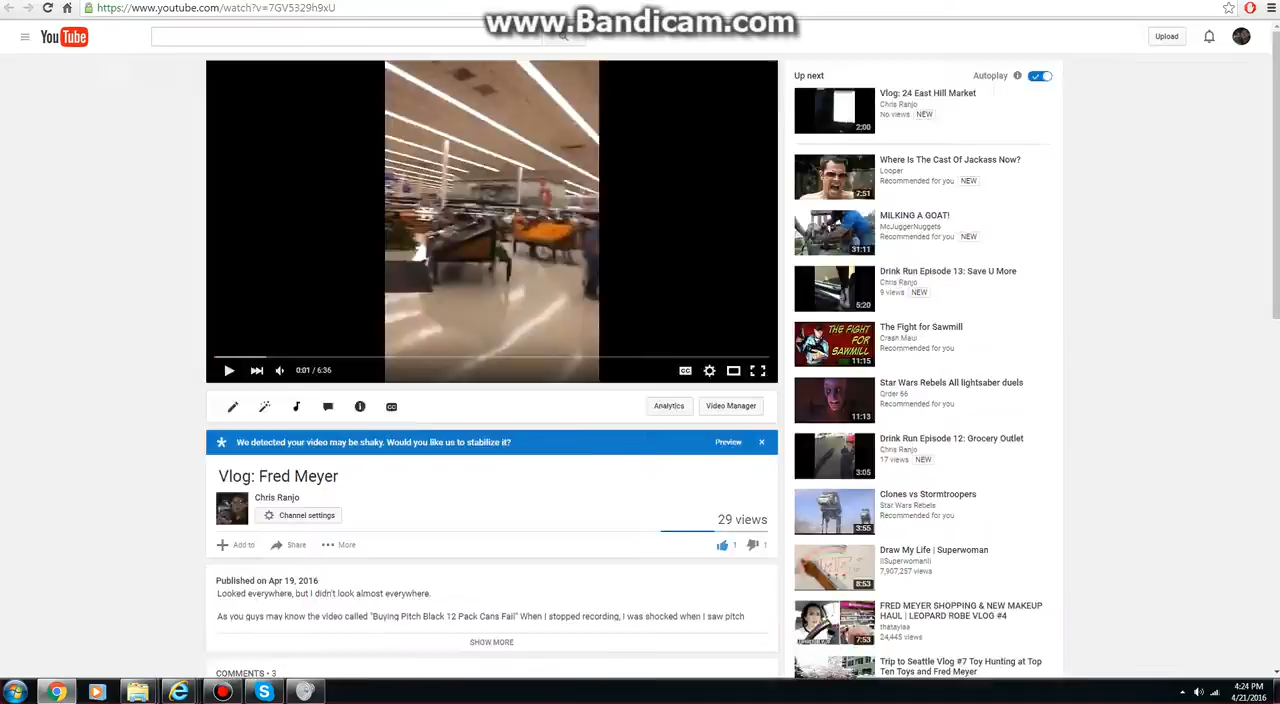 https://www.youtube.com/watch?v=7GV5329h9xU
www.Bandicam.com
YouTube
Upload
Up next
Autoplay
Vlog: 24 East Hill Market
Chris Ranjo
No views NEW
2:00
Where Is The Cast Of Jackass Now?
Looper
Recommended for you NEW
7:51
MILKING A GOAT!
McJuggerNuggets
Recommended for you NEW
31:11
Drink Run Episode 13: Save U More
Chris Ranjo
9 views NEW
5:20
The Fight for Sawmill
Crash Maul
Recommended for you
THE FIGHT FOR SAWMILL
11:15
Star Wars Rebels All lightsaber duels
Qrder 66
Recommended for you
11:13
Drink Run Episode 12: Grocery Outlet
Chris Ranjo
17 views NEW
3:05
Clones vs Stormtroopers
Star Wars Rebels
Recommended for you
3:55
Draw My Life | Superwoman
IISuperwomanII
7,907,257 views
8:53
FRED MEYER SHOPPING & NEW MAKEUP
HAUL | LEOPARD ROBE VLOG #4
thataylaa
24,445 views
7:53
Trip to Seattle Vlog #7 Toy Hunting at Top
Ten Toys and Fred Meyer
0:01 / 6:36
CC
CC
Analytics
Video Manager
We detected your video may be shaky. Would you like us to stabilize it?
Preview
Vlog: Fred Meyer
Chris Ranjo
Channel settings
29 views
Add to
Share
More
1
1
Published on Apr 19, 2016
Looked everywhere, but I didn't look almost everywhere.
As you guys may know the video called "Buying Pitch Black 12 Pack Cans Fail" When I stopped recording, I was shocked when I saw pitch
SHOW MORE
COMMENTS • 3
4:24 PM
4/21/2016